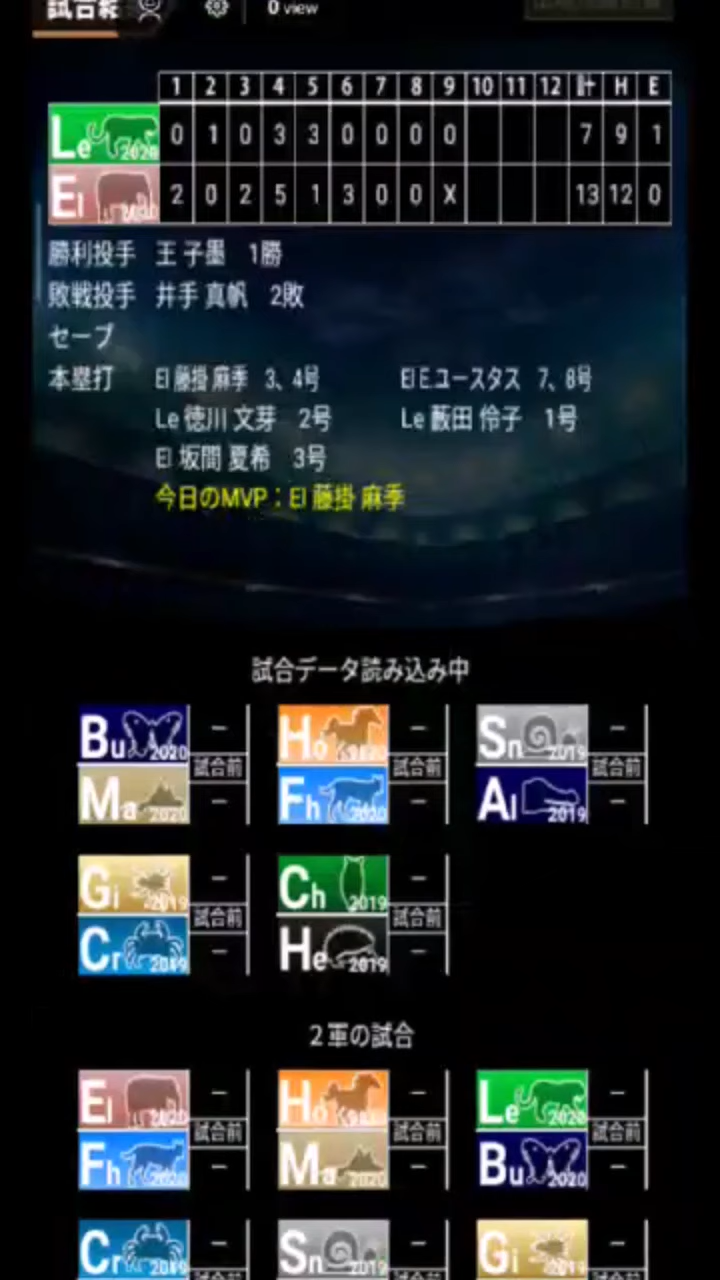 試合結
0 view
1 2 3 4 5 6 7 8 9 10 11 12 計 H E
Le 2020 0 1 0 3 3 0 0 0 0 7 9 1
El 2 0 2 5 1 3 0 0 X 13 12 0
勝利投手 王 子墨 1勝
敗戦投手 井手 真帆 2敗
セーブ
本塁打 El 藤掛 麻季 3、4号 El E.ユースタス 7、8号
Le 徳川 文芽 2号 Le 薮田 伶子 1号
El 坂間 夏希 3号
今日のMVP：El 藤掛 麻季
試合データ読み込み中
Bu 2020 － Ho 2020 － Sn 2019 －
試合前 試合前 試合前
Ma 2020 － Fh 2020 － Al 2019 －
Gi 2019 － Ch 2019 －
試合前 試合前
Cr 2019 － He 2019 －
２軍の試合
El 2020 － Ho 2020 － Le 2020 －
試合前 試合前 試合前
Fh 2020 － Ma 2020 － Bu 2020 －
Cr 2019 － Sn 2019 － Gi 2019 －